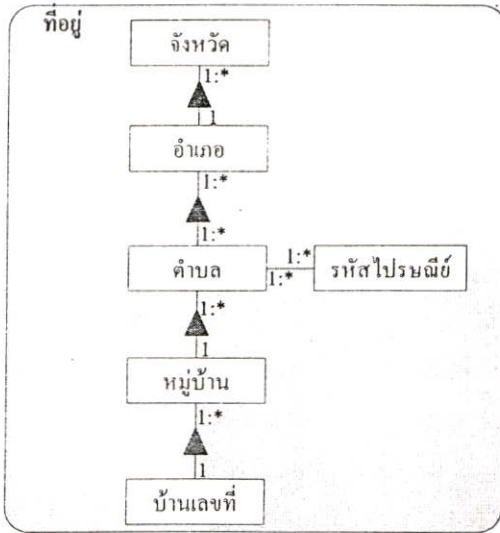 ที่อยู่
จังหวัด
1:*
1
อำเภอ
1:*
1:*
ตำบล
1:*
1:*
รหัสไปรษณีย์
1:*
1
หมู่บ้าน
1:*
1
บ้านเลขที่